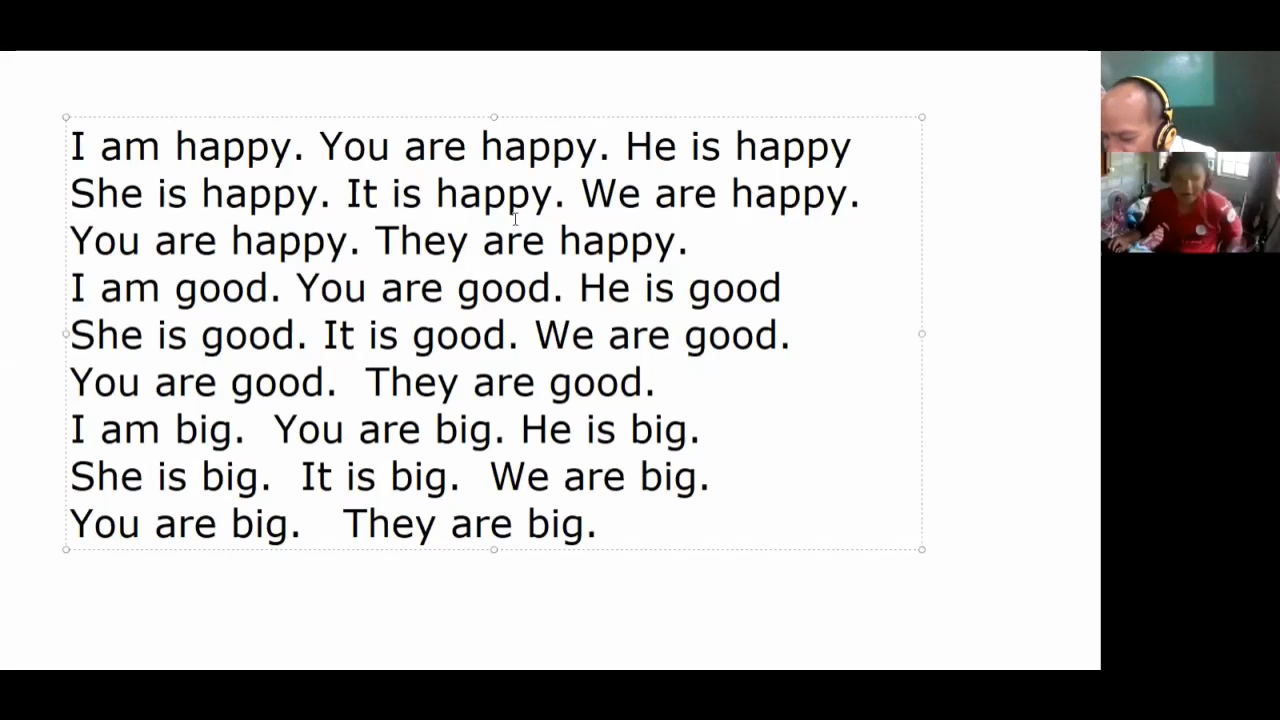 I am happy. You are happy. He is happy
She is happy. It is happy. We are happy.
You are happy. They are happy.
I am good. You are good. He is good
She is good. It is good. We are good.
You are good.  They are good.
I am big.  You are big. He is big.
She is big.  It is big.  We are big.
You are big.   They are big.